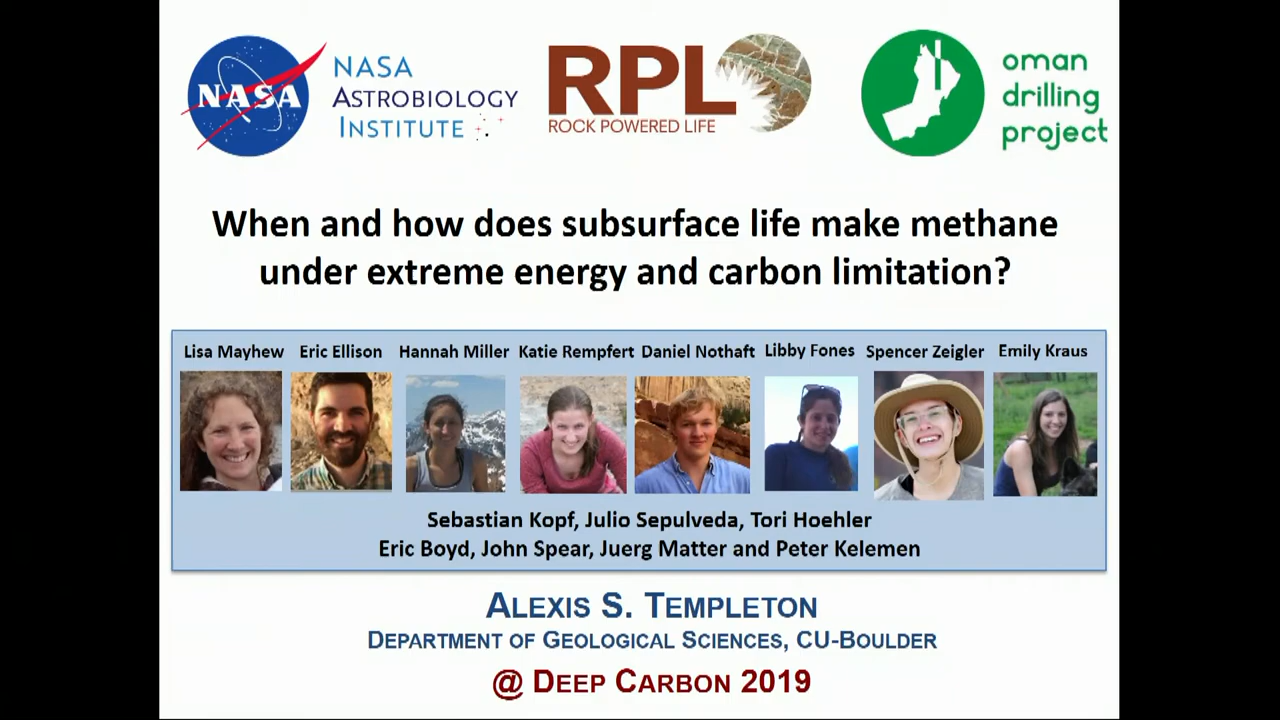 NASA
NASA
ASTROBIOLOGY
INSTITUTE
RPL
ROCK POWERED LIFE
oman
drilling
project
When and how does subsurface life make methane
under extreme energy and carbon limitation?
Lisa Mayhew Eric Ellison Hannah Miller Katie Rempfert Daniel Nothaft Libby Fones Spencer Zeigler Emily Kraus
Sebastian Kopf, Julio Sepulveda, Tori Hoehler
Eric Boyd, John Spear, Juerg Matter and Peter Kelemen
ALEXIS S. TEMPLETON
DEPARTMENT OF GEOLOGICAL SCIENCES, CU-BOULDER
@ DEEP CARBON 2019